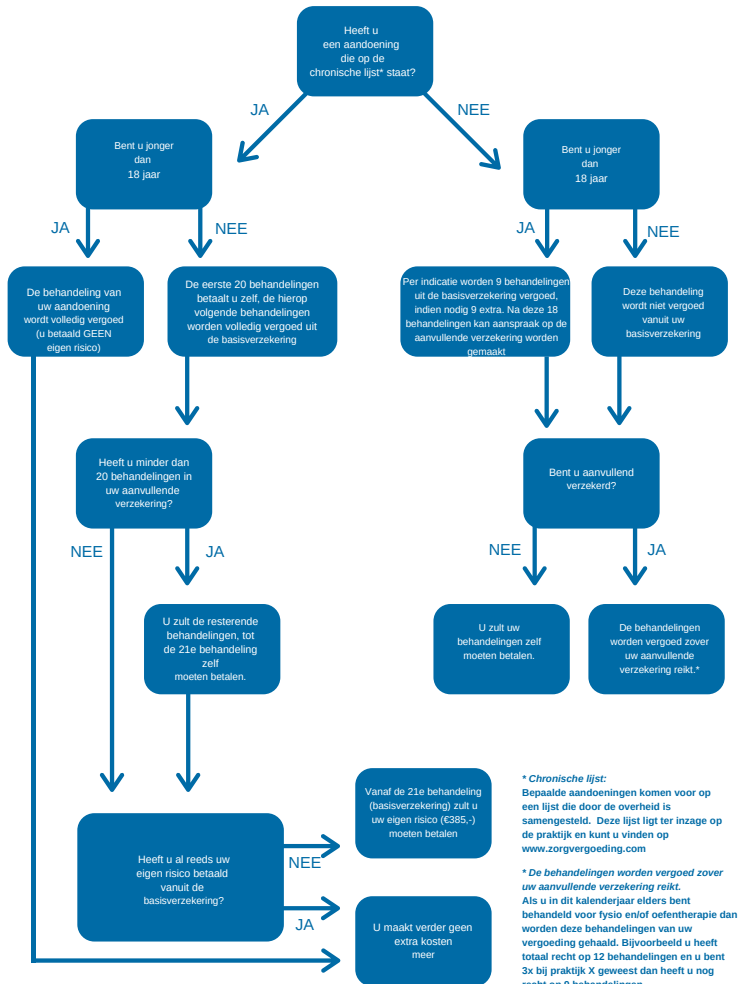 Heeft u
een aandoening
die op de
chronische lijst* staat?
JA
NEE
Bent u jonger
dan
18 jaar
Bent u jonger
dan
18 jaar
JA
NEE
JA
NEE
De behandeling van
uw aandoening
wordt volledig vergoed
(u betaald GEEN
eigen risico)
De eerste 20 behandelingen
betaalt u zelf, de hierop
volgende behandelingen
worden volledig vergoed uit
de basisverzekering
Per indicatie worden 9 behandelingen
uit de basisverzekering vergoed,
indien nodig 9 extra. Na deze 18
behandelingen kan aanspraak op de
aanvullende verzekering worden
gemaakt
Deze behandeling
wordt niet vergoed
vanuit uw
basisverzekering
Heeft u minder dan
20 behandelingen in
uw aanvullende
verzekering?
Bent u aanvullend
verzekerd?
NEE
JA
NEE
JA
U zult de resterende
behandelingen, tot
de 21e behandeling
zelf
moeten betalen.
U zult uw
behandelingen zelf
moeten betalen.
De behandelingen
worden vergoed zover
uw aanvullende
verzekering reikt.*
Vanaf de 21e behandeling
(basisverzekering) zult u
uw eigen risico (€385,-)
moeten betalen
Heeft u al reeds uw
eigen risico betaald
vanuit de
basisverzekering?
NEE
JA
U maakt verder geen
extra kosten
meer
* Chronische lijst:
Bepaalde aandoeningen komen voor op
een lijst die door de overheid is
samengesteld. Deze lijst ligt ter inzage op
de praktijk en kunt u vinden op
www.zorgvergoeding.com
* De behandelingen worden vergoed zover
uw aanvullende verzekering reikt.
Als u in dit kalenderjaar elders bent
behandeld voor fysio en/of oefentherapie dan
worden deze behandelingen van uw
vergoeding gehaald. Bijvoorbeeld u heeft
totaal recht op 12 behandelingen en u bent
3x bij praktijk X geweest dan heeft u nog
recht op 9 behandelingen